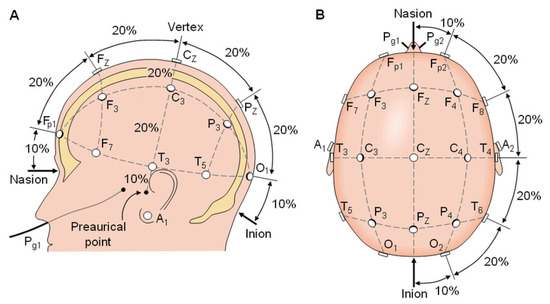 A
20%
Vertex
Cz
20%
Fz
20%
20%
F3
C3
Pz
Fp1
P3
20%
20%
10%
F7
T3
T5
O1
Nasion
10%
10%
Preaurical
point
A1
Inion
Pg1
B
Nasion
10%
Pg1
Pg2
Fp1
Fp2
20%
F7
F3
Fz
F4
F8
20%
A1
T3
C3
Cz
C4
T4
A2
20%
T5
P3
Pz
P4
T6
O1
O2
20%
Inion
10%